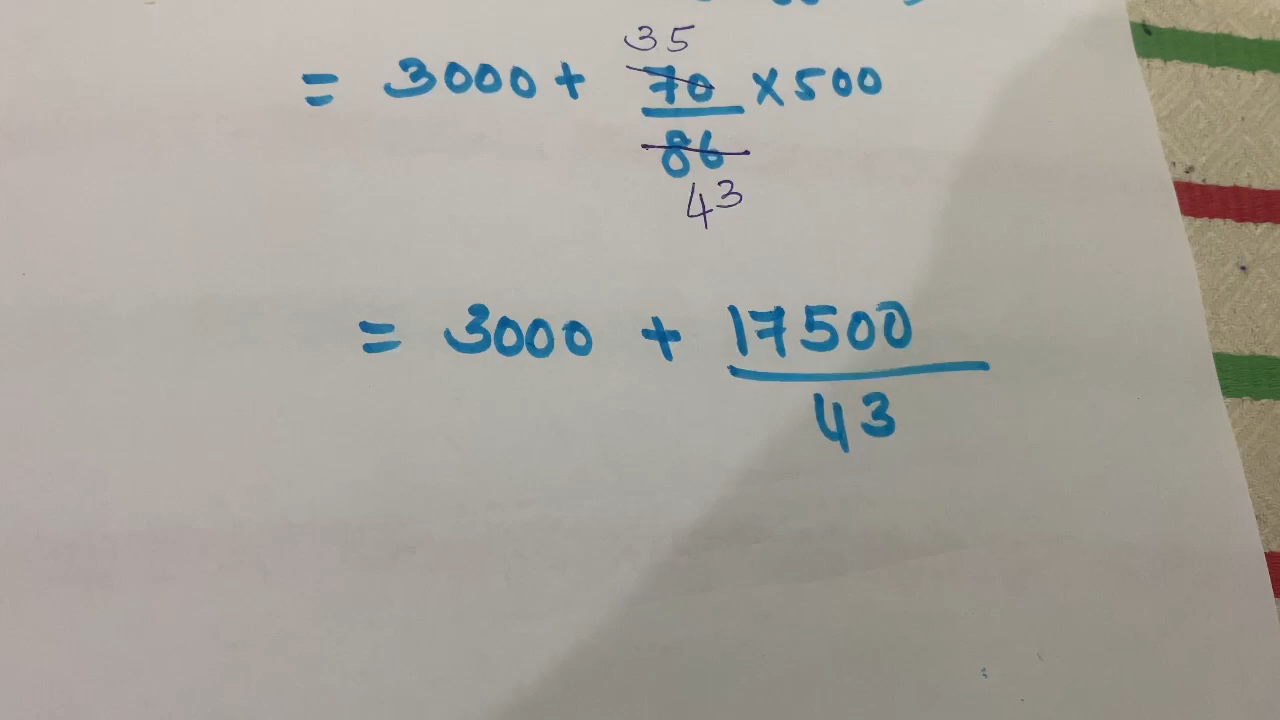 35
= 3000 + 70/86 × 500
43
= 3000 + 17500/43